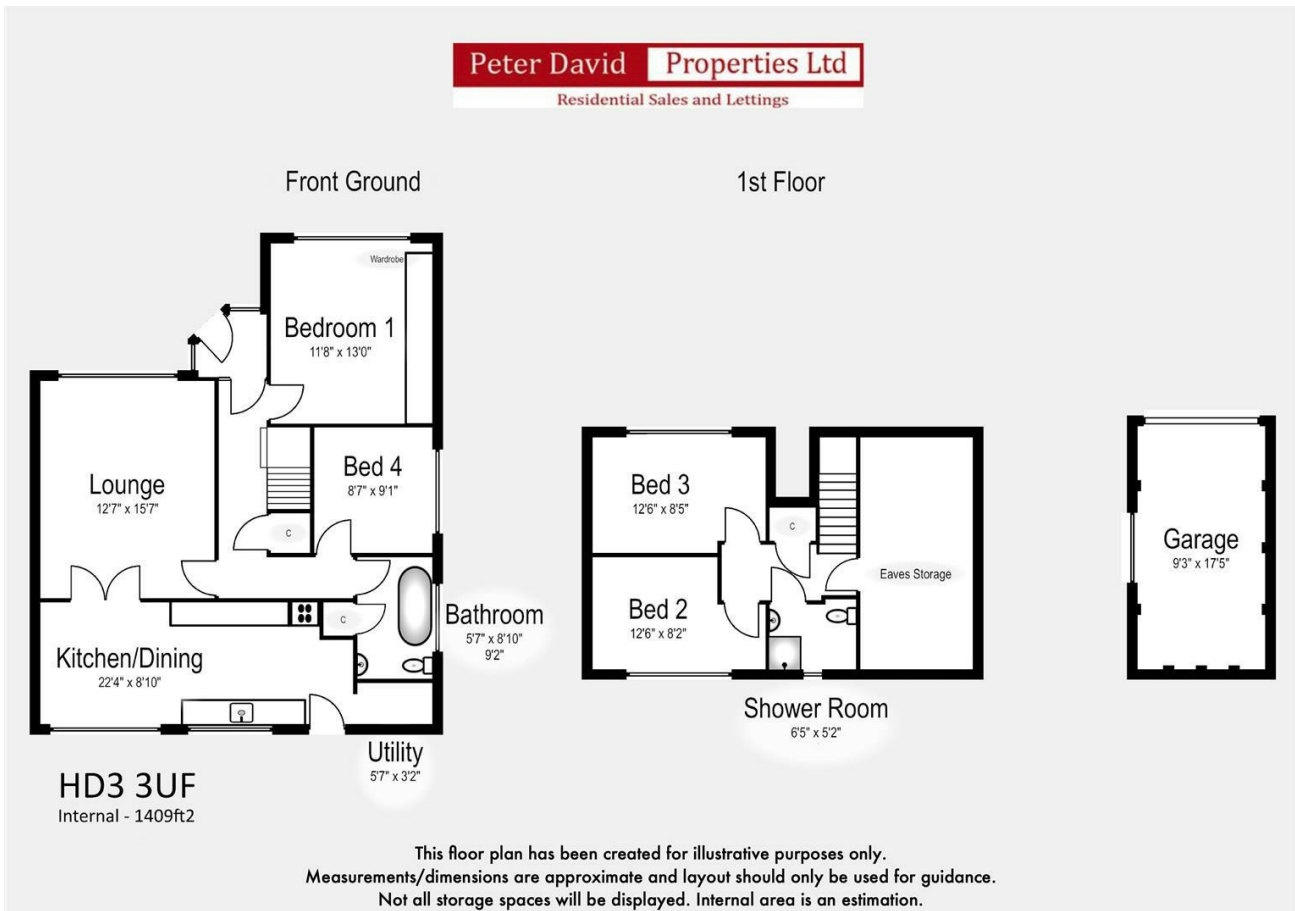 Peter David Properties Ltd
Residential Sales and Lettings
Front Ground
1st Floor
Wardrobe
Bedroom 1
11'8" x 13'0"
Lounge
12'7" x 15'7"
Bed 4
8'7" x 9'1"
C
C
Bathroom
5'7" x 8'10"
9'2"
Kitchen/Dining
22'4" x 8'10"
Utility
5'7" x 3'2"
Bed 3
12'6" x 8'5"
C
Eaves Storage
Bed 2
12'6" x 8'2"
Shower Room
6'5" x 5'2"
Garage
9'3" x 17'5"
HD3 3UF
Internal - 1409ft2
This floor plan has been created for illustrative purposes only.
Measurements/dimensions are approximate and layout should only be used for guidance.
Not all storage spaces will be displayed. Internal area is an estimation.